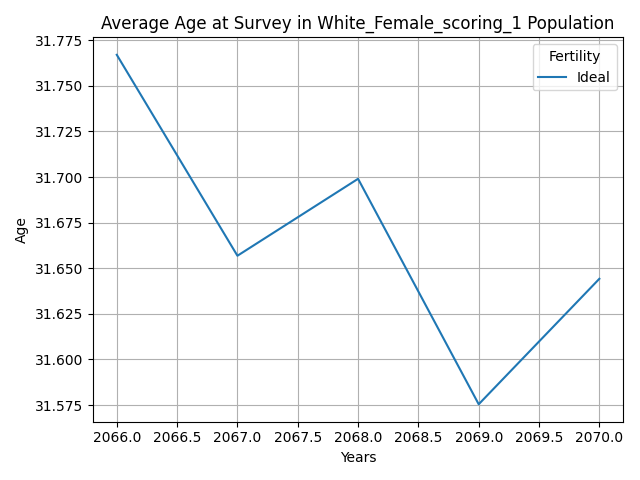 Average Age at Survey in White_Female_scoring_1 Population
Fertility
Ideal
31.775
31.750
31.725
31.700
31.675
31.650
31.625
31.600
31.575
Age
2066.0 2066.5 2067.0 2067.5 2068.0 2068.5 2069.0 2069.5 2070.0
Years